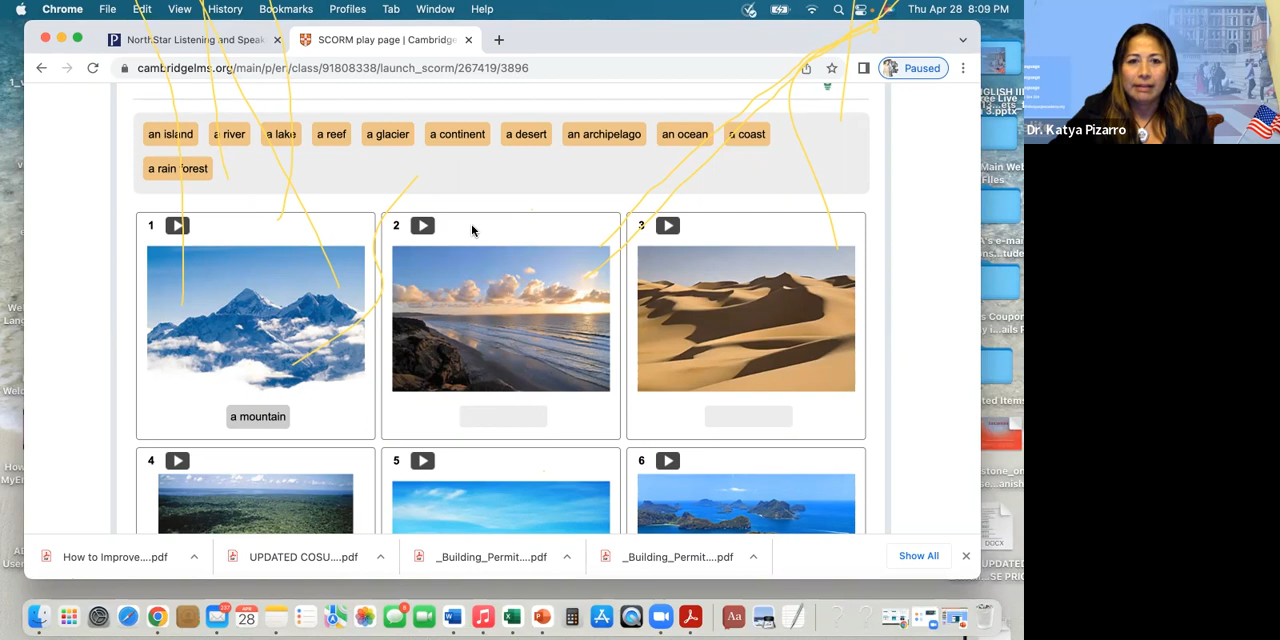 Chrome File Edit View History Bookmarks Profiles Tab Window Help Thu Apr 28 8:09 PM
NorthStar Listening and Speak SCORM play page | Cambridge
cambridgelms.org/main/p/en/class/91808338/launch_scorm/267419/3896 Paused
an island a river a lake a reef a glacier a continent a desert an archipelago an ocean a coast
a rain forest
1 2 3
a mountain
4 5 6
How to Improve....pdf UPDATED COSU....pdf _Building_Permit....pdf _Building_Permit....pdf Show All
Dr. Katya Pizarro
28
DOCX